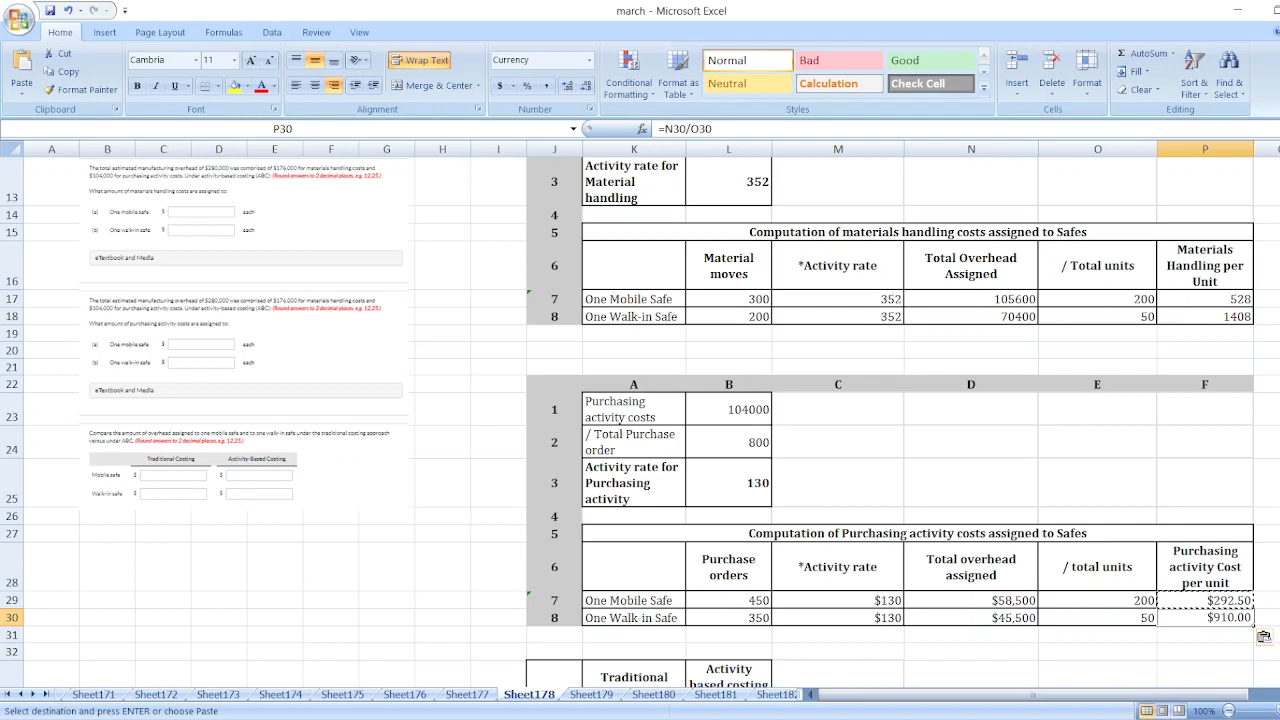 march - Microsoft Excel
Home Insert Page Layout Formulas Data Review View
Paste Cut Copy Format Painter Clipboard
Cambria 11 A A B I U Font
Wrap Text Merge & Center Alignment
Currency $ % , Number
Conditional Formatting Format as Table Normal Bad Good Neutral Calculation Check Cell Styles
Insert Delete Format Cells
AutoSum Fill Clear Sort & Filter Find & Select Editing
P30 fx =N30/O30
A B C D E F G H I J K L M N O P
The total estimated manufacturing overhead of $280,000 was comprised of $176,000 for materials handling costs and
$104,000 for purchasing activity costs. Under activity-based costing (ABC): (Round answers to 2 decimal places, e.g. 12.25.)
What amount of materials handling costs are assigned to:
(a) One mobile safe $ each
(b) One walk-in safe $ each
eTextbook and Media
The total estimated manufacturing overhead of $280,000 was comprised of $176,000 for materials handling costs and
$104,000 for purchasing activity costs. Under activity-based costing (ABC): (Round answers to 2 decimal places, e.g. 12.25.)
What amount of purchasing activity costs are assigned to:
(a) One mobile safe $ each
(b) One walk-in safe $ each
eTextbook and Media
Compare the amount of overhead assigned to one mobile safe and to one walk-in safe under the traditional costing approach
versus under ABC. (Round answers to 2 decimal places, e.g. 12.25.)
Traditional Costing Activity-Based Costing
Mobile safe $ $
Walk-in safe $ $
13 3 Activity rate for Material handling 352
14 4
15 5 Computation of materials handling costs assigned to Safes
16 6 Material moves *Activity rate Total Overhead Assigned / Total units Materials Handling per Unit
17 7 One Mobile Safe 300 352 105600 200 528
18 8 One Walk-in Safe 200 352 70400 50 1408
19
20
21
22 A B C D E F
23 1 Purchasing activity costs 104000
24 2 / Total Purchase order 800
25 3 Activity rate for Purchasing activity 130
26 4
27 5 Computation of Purchasing activity costs assigned to Safes
28 6 Purchase orders *Activity rate Total overhead assigned / total units Purchasing activity Cost per unit
29 7 One Mobile Safe 450 $130 $58,500 200 $292.50
30 8 One Walk-in Safe 350 $130 $45,500 50 $910.00
31
32
Traditional Activity based costing
Sheet171 Sheet172 Sheet173 Sheet174 Sheet175 Sheet176 Sheet177 Sheet178 Sheet179 Sheet180 Sheet181 Sheet182
Select destination and press ENTER or choose Paste 100%